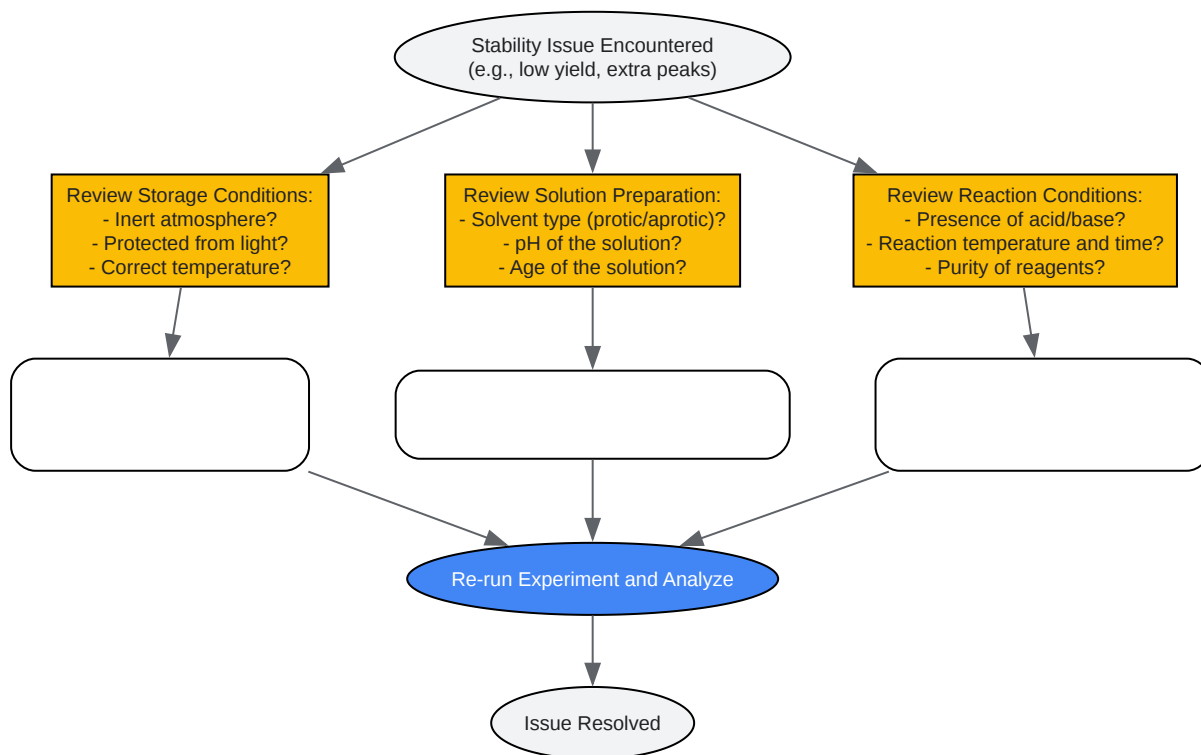 Stability Issue Encountered
(e.g., low yield, extra peaks)
Review Storage Conditions:
- Inert atmosphere?
- Protected from light?
- Correct temperature?
Review Solution Preparation:
- Solvent type (protic/aprotic)?
- pH of the solution?
- Age of the solution?
Review Reaction Conditions:
- Presence of acid/base?
- Reaction temperature and time?
- Purity of reagents?
Re-run Experiment and Analyze
Issue Resolved